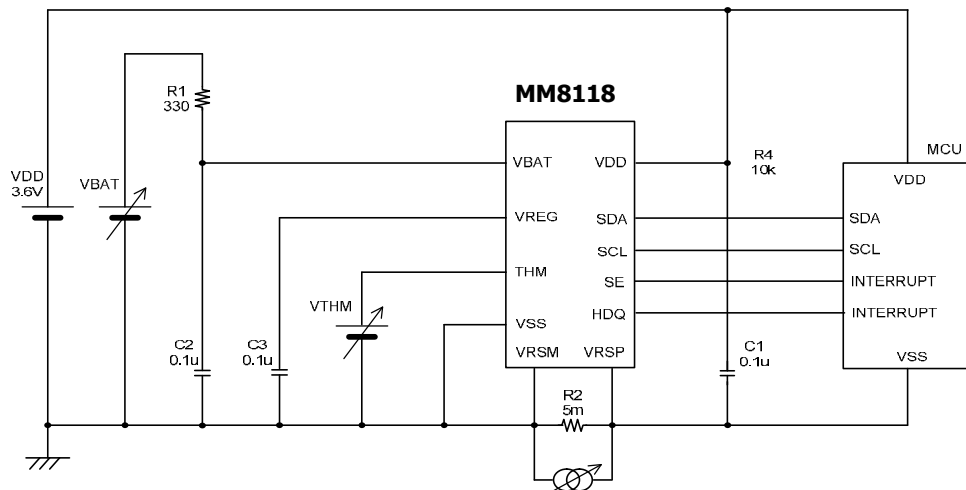 MM8118
R1
330
VDD
3.6V
VBAT
VBAT
VDD
R4
10k
MCU
VDD
VREG
SDA
SDA
SCL
SCL
THM
SE
INTERRUPT
VTHM
HDQ
INTERRUPT
VSS
C2
0.1u
C3
0.1u
VRSM
VRSP
C1
0.1u
VSS
R2
5m